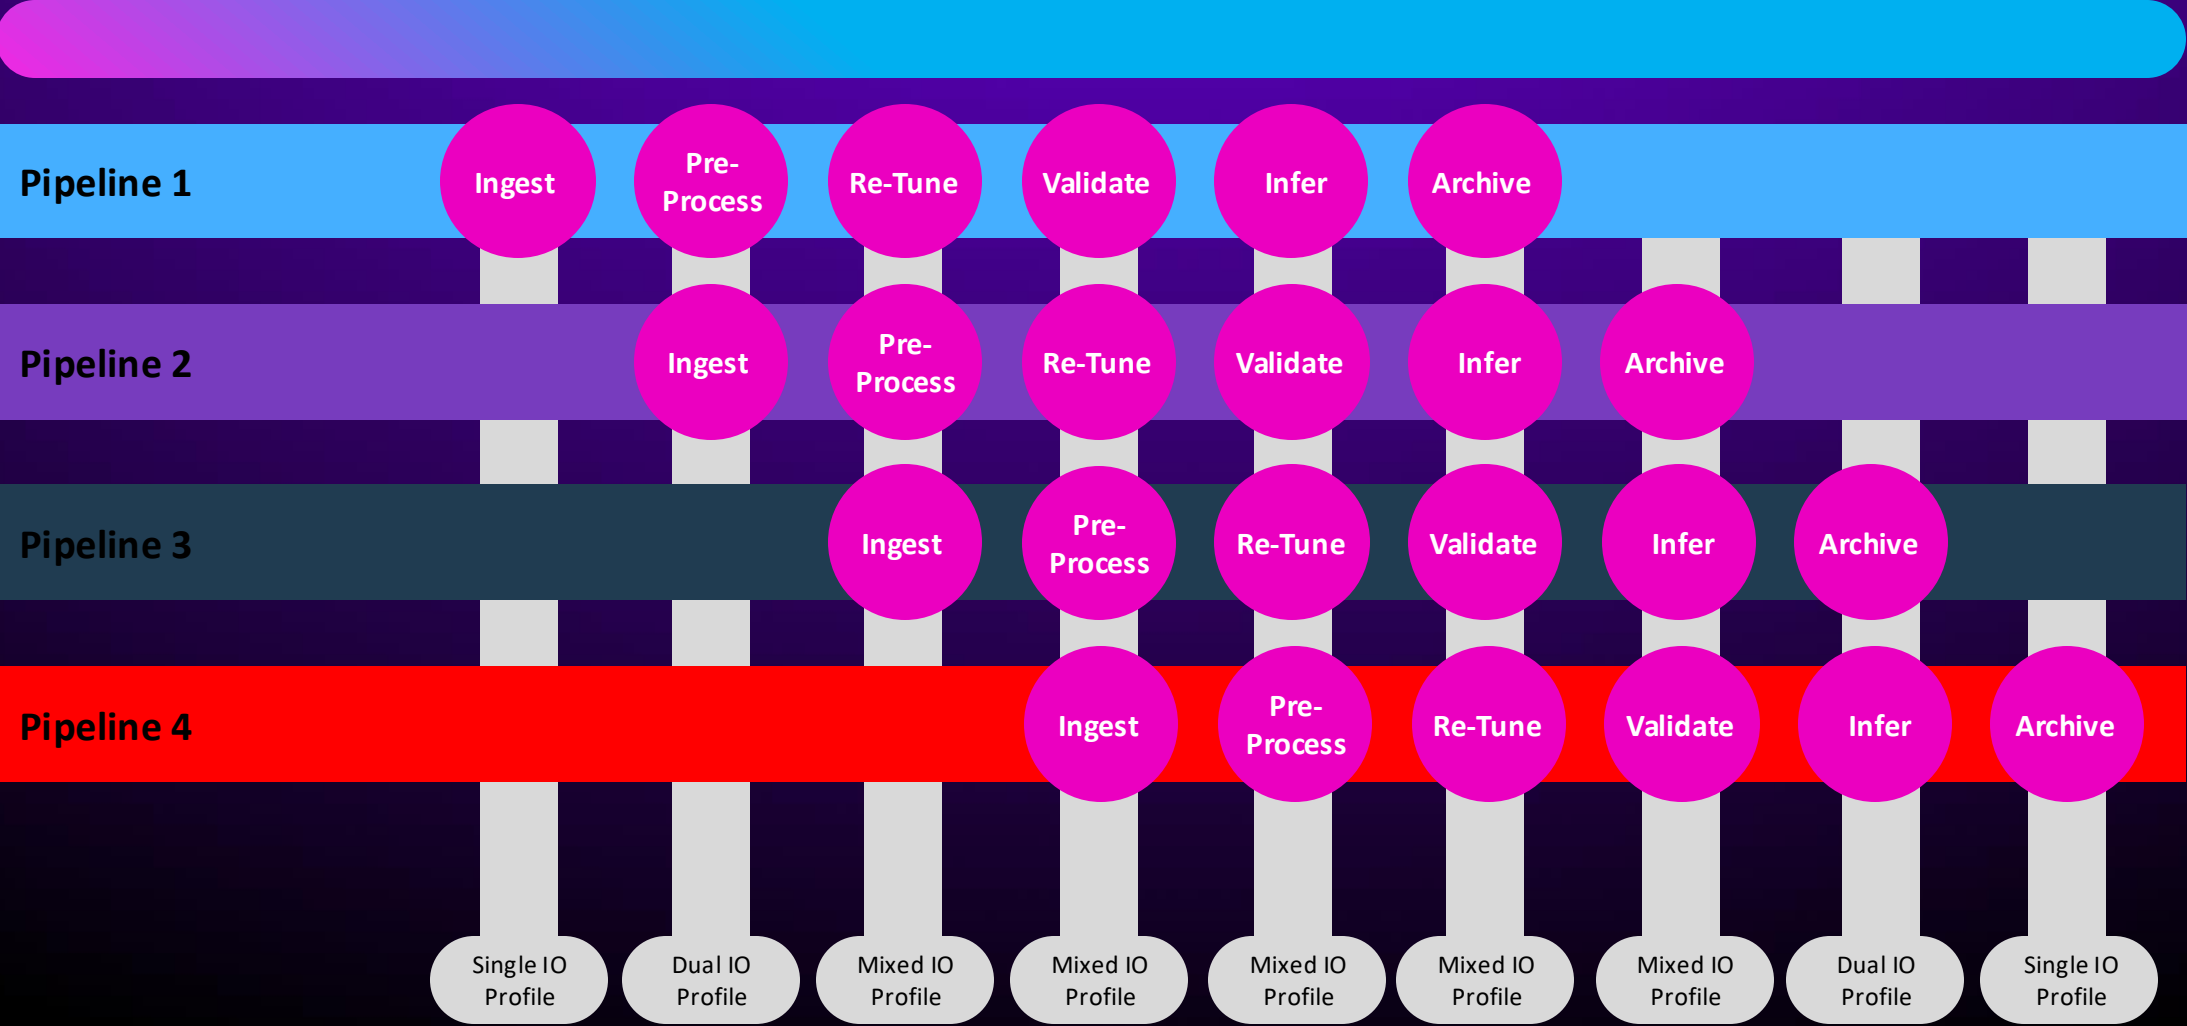 Pipeline 1
Ingest
Pre-
Process
Re-Tune
Validate
Infer
Archive
Pipeline 2
Ingest
Pre-
Process
Re-Tune
Validate
Infer
Archive
Pipeline 3
Ingest
Pre-
Process
Re-Tune
Validate
Infer
Archive
Pipeline 4
Ingest
Pre-
Process
Re-Tune
Validate
Infer
Archive
Single IO
Profile
Dual IO
Profile
Mixed IO
Profile
Mixed IO
Profile
Mixed IO
Profile
Mixed IO
Profile
Mixed IO
Profile
Dual IO
Profile
Single IO
Profile